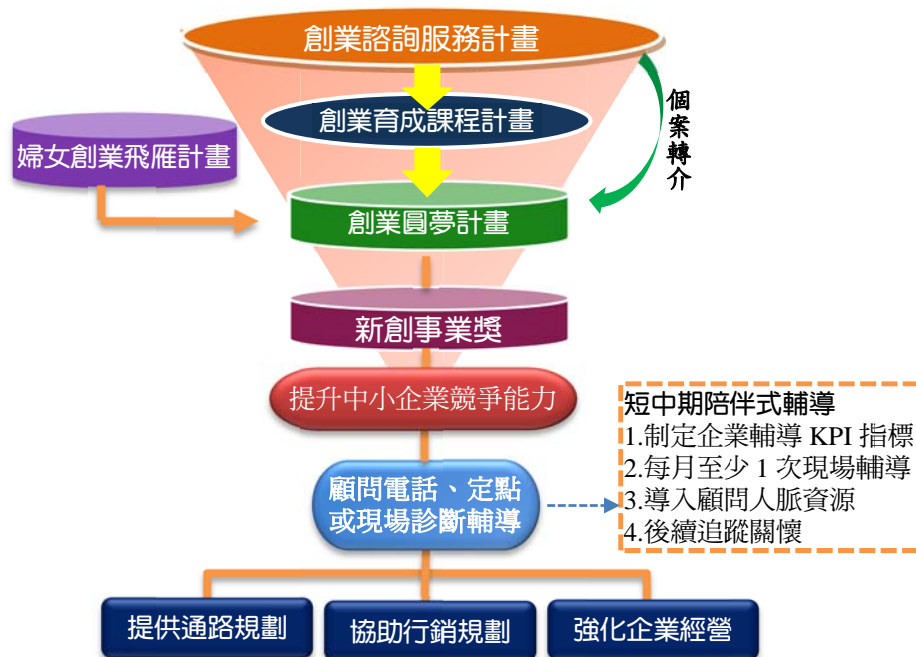 創業諮詢服務計畫
創業育成課程計畫
個案轉介
婦女創業飛雁計畫
創業圓夢計畫
新創事業獎
提升中小企業競爭能力
短中期陪伴式輔導
1.制定企業輔導 KPI 指標
2.每月至少 1 次現場輔導
3.導入顧問人脈資源
4.後續追蹤關懷
顧問電話、定點
或現場診斷輔導
提供通路規劃
協助行銷規劃
強化企業經營